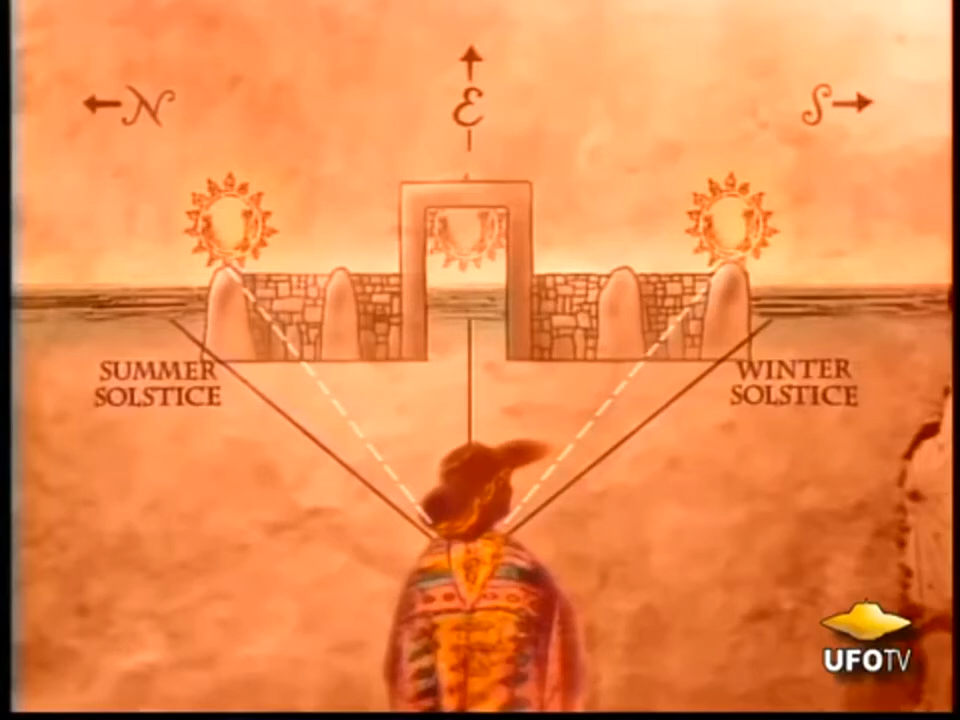 N
E
S
SUMMER
SOLSTICE
WINTER
SOLSTICE
UFOTV